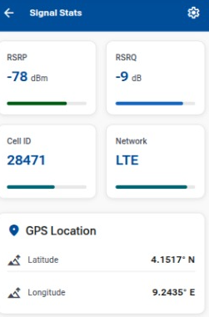 Signal Stats
RSRP
-78 dBm
RSRQ
-9 dB
Cell ID
28471
Network
LTE
GPS Location
Latitude 4.1517° N
Longitude 9.2435° E